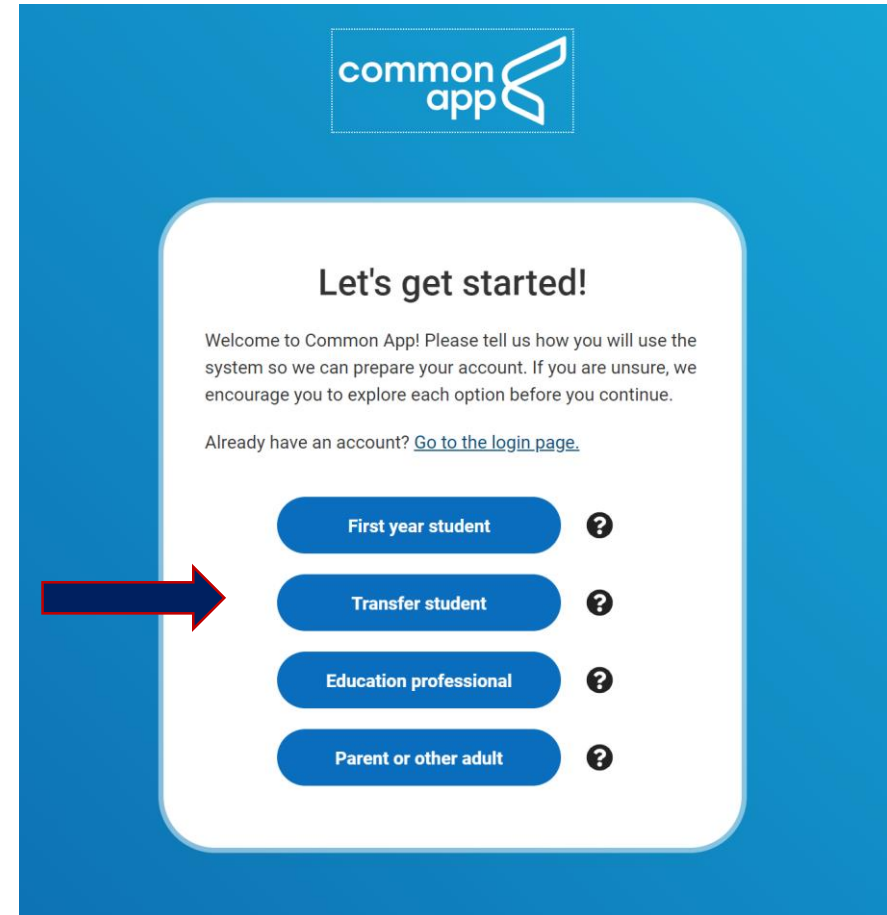 common
app
Let's get started!
Welcome to Common App! Please tell us how you will use the
system so we can prepare your account. If you are unsure, we
encourage you to explore each option before you continue.
Already have an account? Go to the login page.
First year student ?
Transfer student ?
Education professional ?
Parent or other adult ?